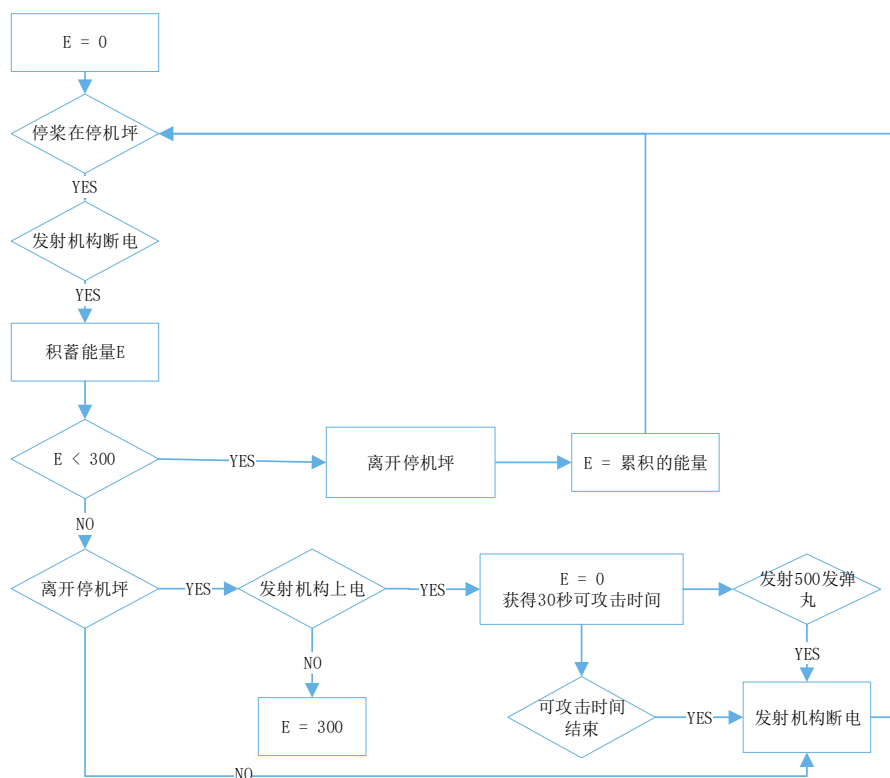 E = 0
停桨在停机坪
YES
发射机构断电
YES
积蓄能量E
E < 300
YES
离开停机坪
E = 累积的能量
NO
离开停机坪
YES
发射机构上电
YES
E = 0
获得30秒可攻击时间
发射500发弹
丸
YES
NO
E = 300
可攻击时间
结束
YES
发射机构断电
NO